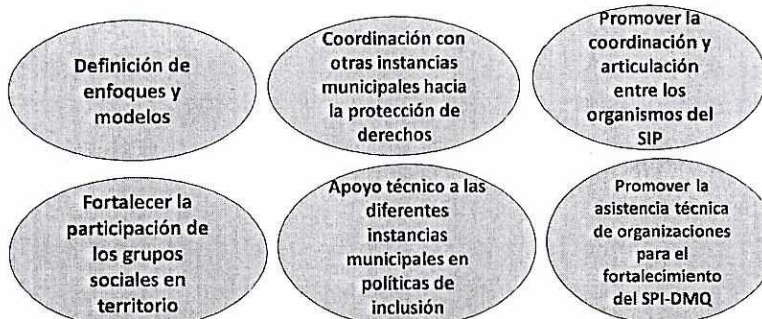 Definición de
enfoques y
modelos
Coordinación con
otras instancias
municipales hacia
la protección de
derechos
Promover la
coordinación y
articulación
entre los
organismos del
SIP
Fortalecer la
participación de
los grupos
sociales en
territorio
Apoyo técnico a las
diferentes
instancias
municipales en
políticas de
inclusión
Promover la
asistencia técnica
de organizaciones
para el
fortalecimiento
del SPI-DMQ